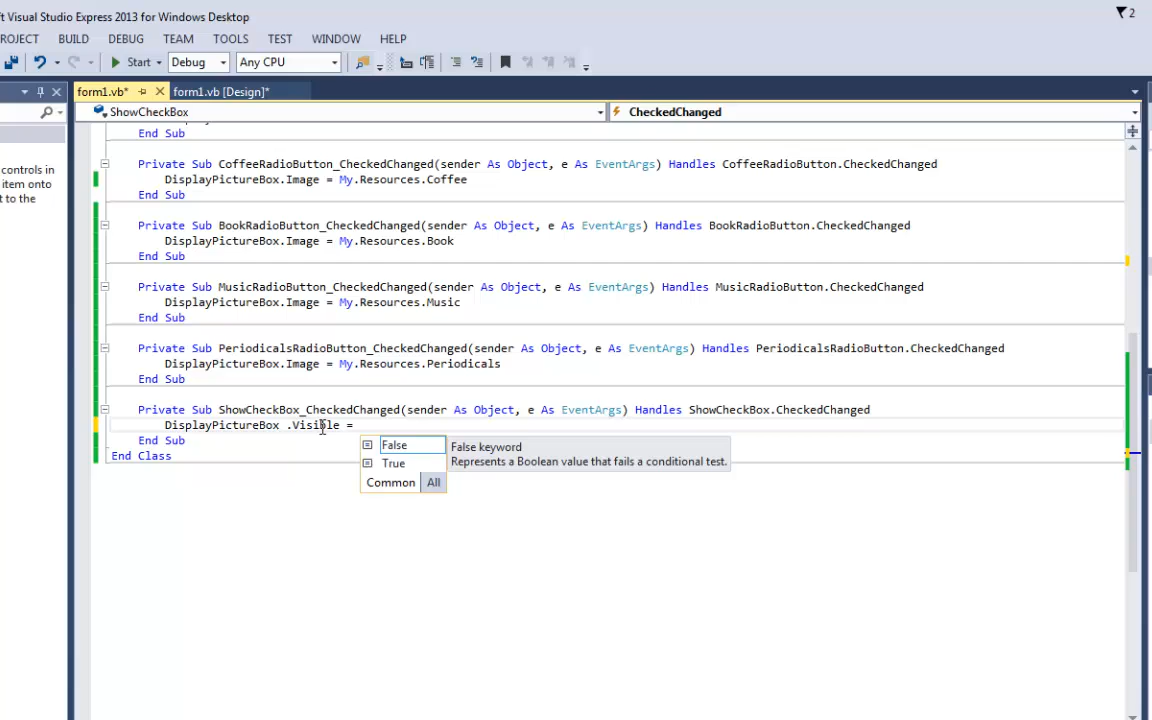 ft Visual Studio Express 2013 for Windows Desktop
2
ROJECT BUILD DEBUG TEAM TOOLS TEST WINDOW HELP
Start Debug Any CPU
form1.vb* form1.vb [Design]*
ShowCheckBox CheckedChanged
End Sub
controls in
item onto
t to the
Private Sub CoffeeRadioButton_CheckedChanged(sender As Object, e As EventArgs) Handles CoffeeRadioButton.CheckedChanged
DisplayPictureBox.Image = My.Resources.Coffee
End Sub
Private Sub BookRadioButton_CheckedChanged(sender As Object, e As EventArgs) Handles BookRadioButton.CheckedChanged
DisplayPictureBox.Image = My.Resources.Book
End Sub
Private Sub MusicRadioButton_CheckedChanged(sender As Object, e As EventArgs) Handles MusicRadioButton.CheckedChanged
DisplayPictureBox.Image = My.Resources.Music
End Sub
Private Sub PeriodicalsRadioButton_CheckedChanged(sender As Object, e As EventArgs) Handles PeriodicalsRadioButton.CheckedChanged
DisplayPictureBox.Image = My.Resources.Periodicals
End Sub
Private Sub ShowCheckBox_CheckedChanged(sender As Object, e As EventArgs) Handles ShowCheckBox.CheckedChanged
DisplayPictureBox .Visible =
End Sub
End Class
False
True
Common All
False keyword
Represents a Boolean value that fails a conditional test.